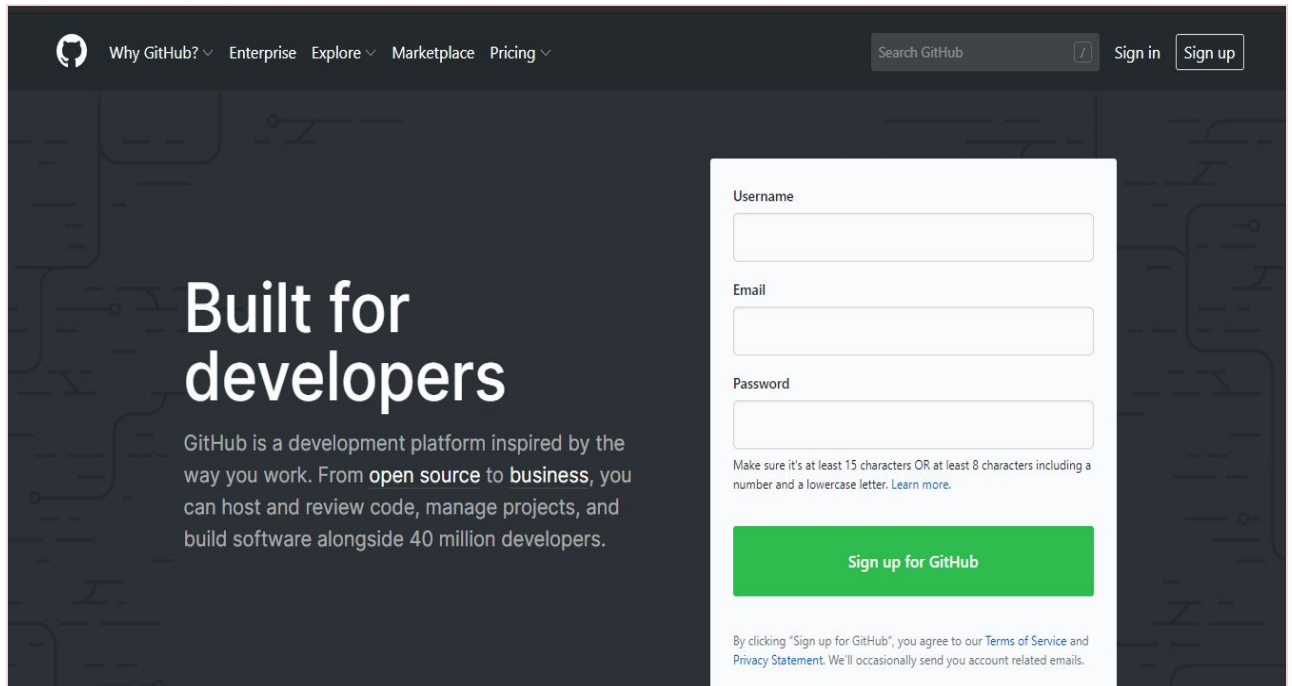 Why GitHub? Enterprise Explore Marketplace Pricing Search GitHub / Sign in Sign up
Built for
developers
GitHub is a development platform inspired by the
way you work. From open source to business, you
can host and review code, manage projects, and
build software alongside 40 million developers.
Username
Email
Password
Make sure it's at least 15 characters OR at least 8 characters including a
number and a lowercase letter. Learn more.
Sign up for GitHub
By clicking “Sign up for GitHub”, you agree to our Terms of Service and
Privacy Statement. We'll occasionally send you account related emails.